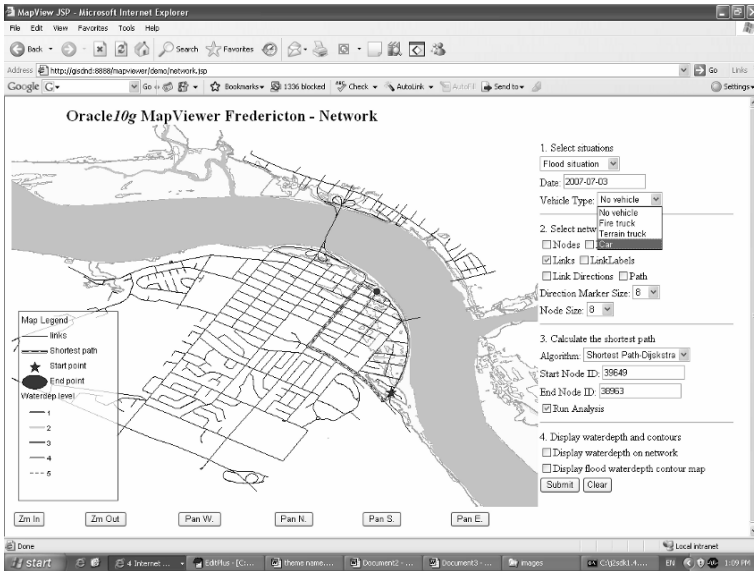 MapView JSP - Microsoft Internet Explorer
File Edit View Favorites Tools Help
Back Search Favorites
Address http://gisdnd:8888/mapviewer/demo/network.jsp Go Links
Google G Go Bookmarks 1336 blocked Check AutoLink AutoFill Send to Settings
Oracle10g MapViewer Fredericton - Network
Map Legend
links
Shortest path
Start point
End point
Waterdep level
1
2
3
4
5
1. Select situations
Flood situation
Date: 2007-07-03
Vehicle Type: No vehicle
No vehicle
Fire truck
Terrain truck
Car
2. Select netw
Nodes
Links LinkLabels
Link Directions Path
Direction Marker Size: 8
Node Size: 8
3. Calculate the shortest path
Algorithm: Shortest Path-Dijsktra
Start Node ID: 39649
End Node ID: 38963
Run Analysis
4. Display waterdepth and contours
Display waterdepth on network
Display flood waterdepth contour map
Submit Clear
Zm In Zm Out Pan W. Pan N. Pan S. Pan E.
Done Local intranet
start 4 Internet ... EditPlus - [C:... theme name.... Document2 - ... Document3 - ... images C:\j2sdk1.4.... EN 1:09 PM